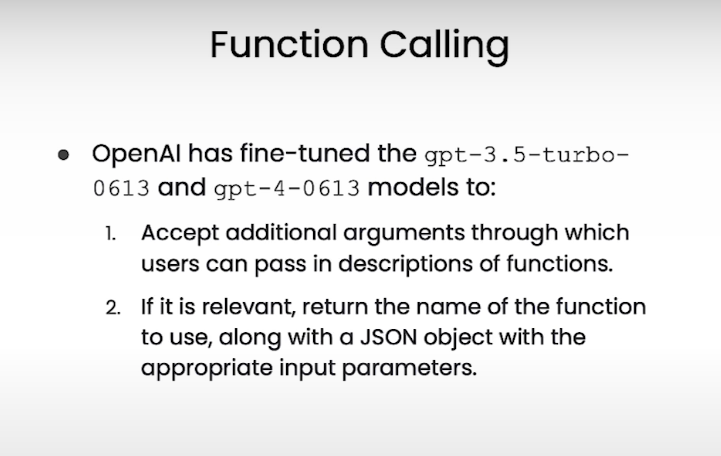 Function Calling
● OpenAI has fine-tuned the gpt-3.5-turbo-
0613 and gpt-4-0613 models to:
1. Accept additional arguments through which
users can pass in descriptions of functions.
2. If it is relevant, return the name of the function
to use, along with a JSON object with the
appropriate input parameters.